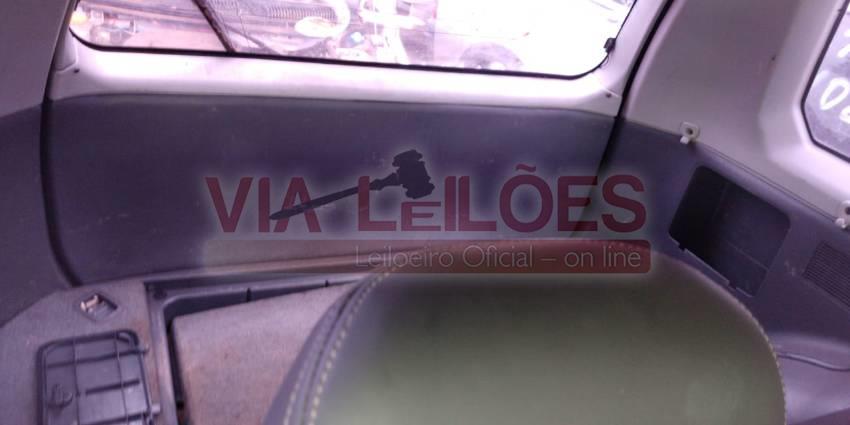 VIA LEILÕES
Leiloeiro Oficial – on line